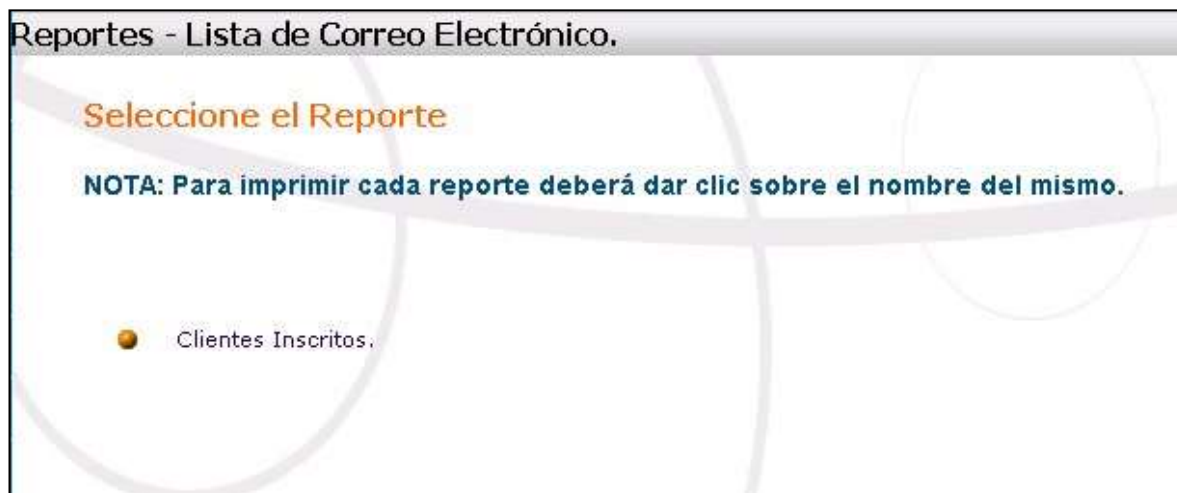 Reportes - Lista de Correo Electrónico.
Seleccione el Reporte
NOTA: Para imprimir cada reporte deberá dar clic sobre el nombre del mismo.
Clientes Inscritos.